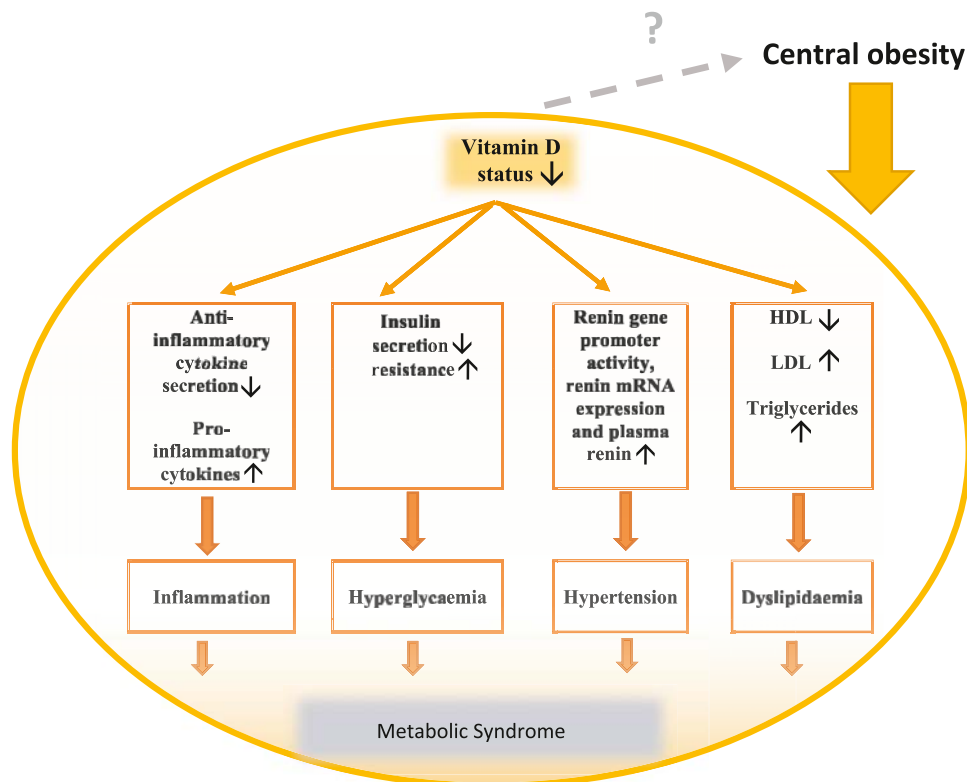 ?
Central obesity
Vitamin D
status ↓
Anti-
inflammatory
cytokine
secretion ↓
Pro-
inflammatory
cytokines ↑
Insulin
secretion ↓
resistance ↑
Renin gene
promoter
activity,
renin mRNA
expression
and plasma
renin ↑
HDL ↓
LDL ↑
Triglycerides
↑
Inflammation
Hyperglycaemia
Hypertension
Dyslipidaemia
Metabolic Syndrome